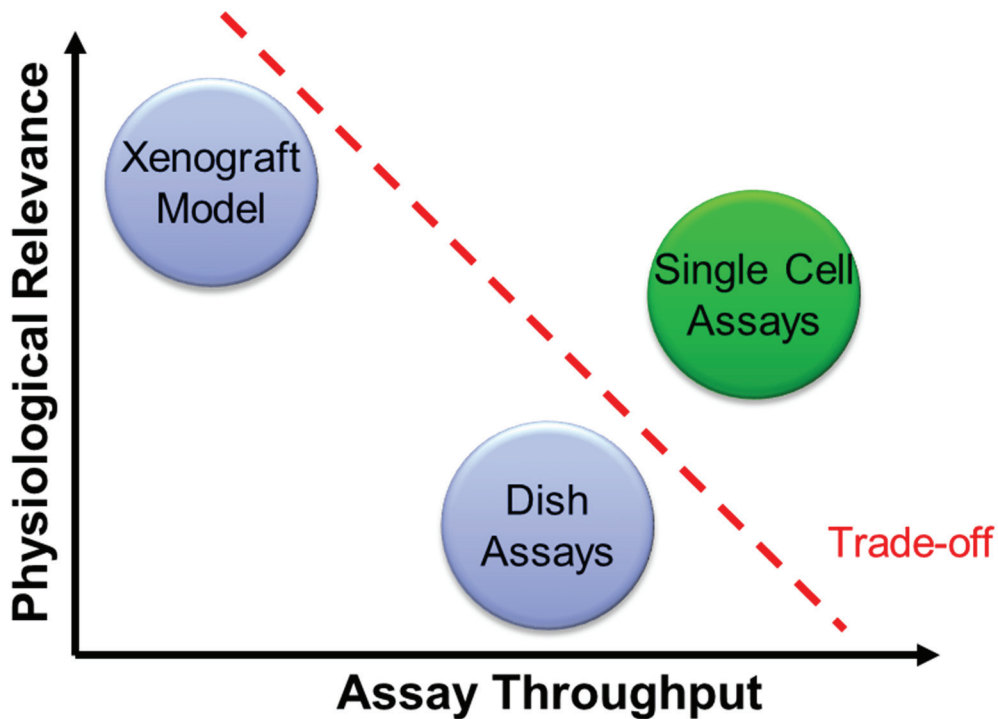 Physiological Relevance
Xenograft
Model
Single Cell
Assays
Dish
Assays
Trade-off
Assay Throughput